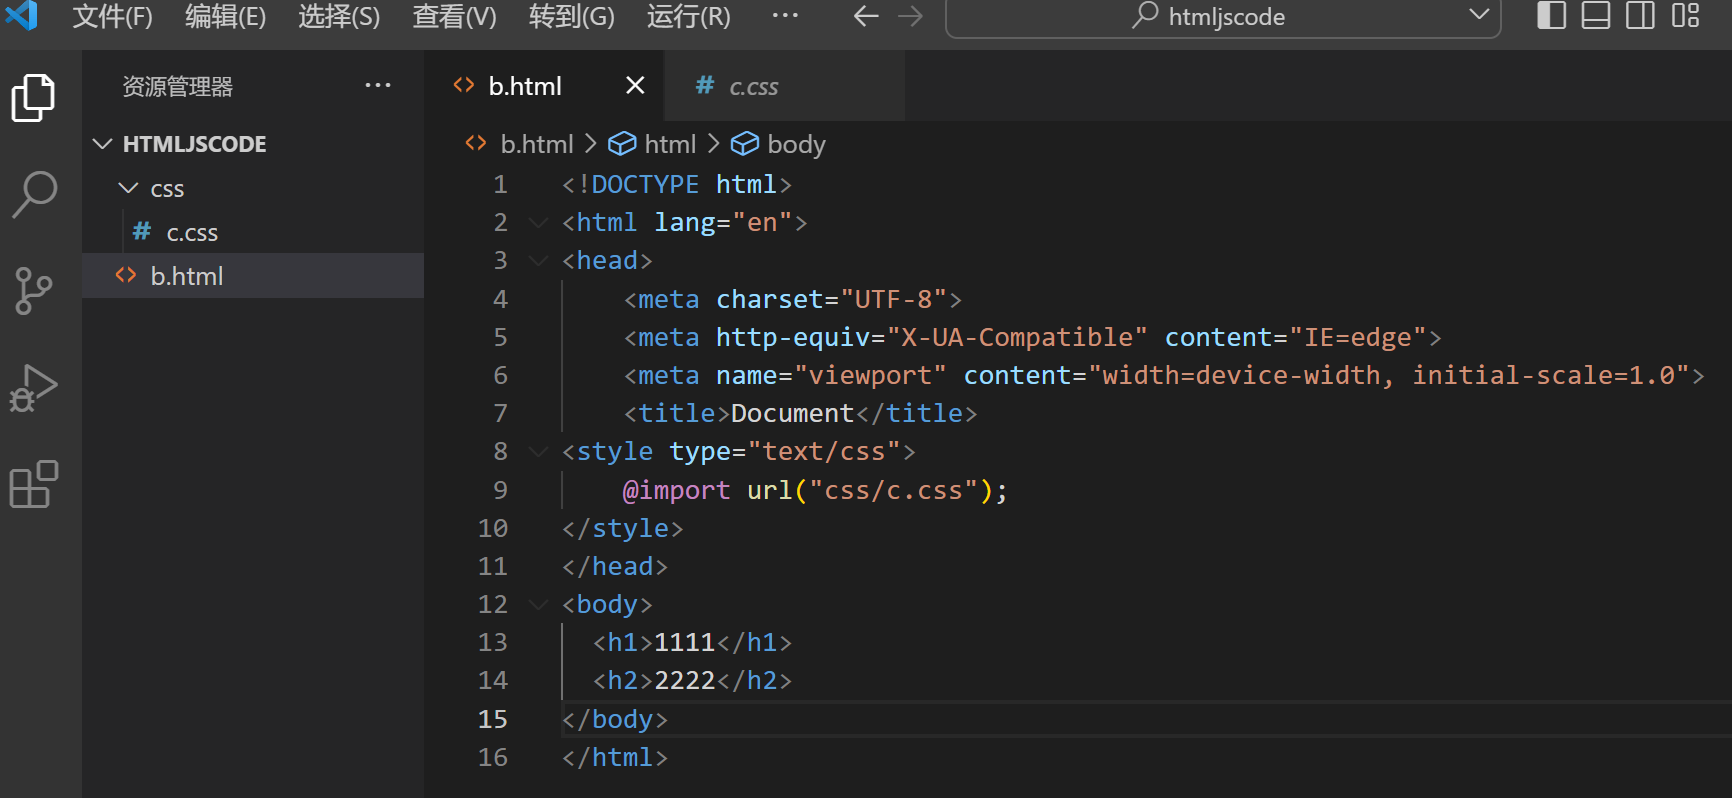 文件(F) 编辑(E) 选择(S) 查看(V) 转到(G) 运行(R) ··· htmljscode
资源管理器 ···
HTMLJSCODE
css
# c.css
<> b.html
<> b.html # c.css
<> b.html > html > body
1 <!DOCTYPE html>
2 <html lang="en">
3 <head>
4 <meta charset="UTF-8">
5 <meta http-equiv="X-UA-Compatible" content="IE=edge">
6 <meta name="viewport" content="width=device-width, initial-scale=1.0">
7 <title>Document</title>
8 <style type="text/css">
9 @import url("css/c.css");
10 </style>
11 </head>
12 <body>
13 <h1>1111</h1>
14 <h2>2222</h2>
15 </body>
16 </html>